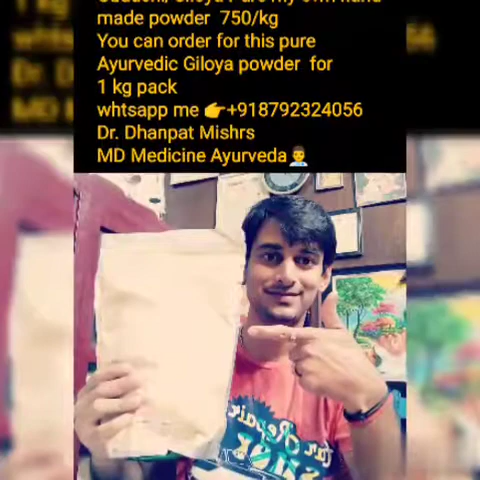 made powder 750/kg
You can order for this pure
Ayurvedic Giloya powder for
1 kg pack
whtsapp me 👉+918792324056
Dr. Dhanpat Mishrs
MD Medicine Ayurveda👨‍⚕️